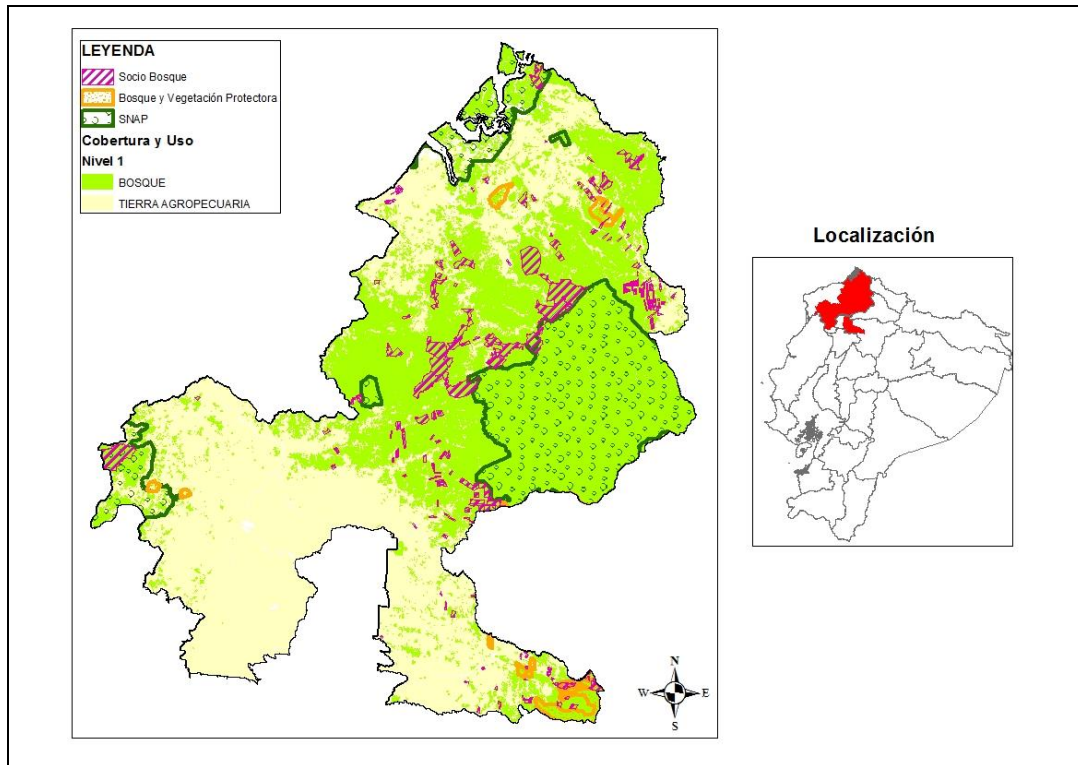 LEYENDA
Socio Bosque
Bosque y Vegetación Protectora
SNAP
Cobertura y Uso
Nivel 1
BOSQUE
TIERRA AGROPECUARIA
Localización
N
W E
S